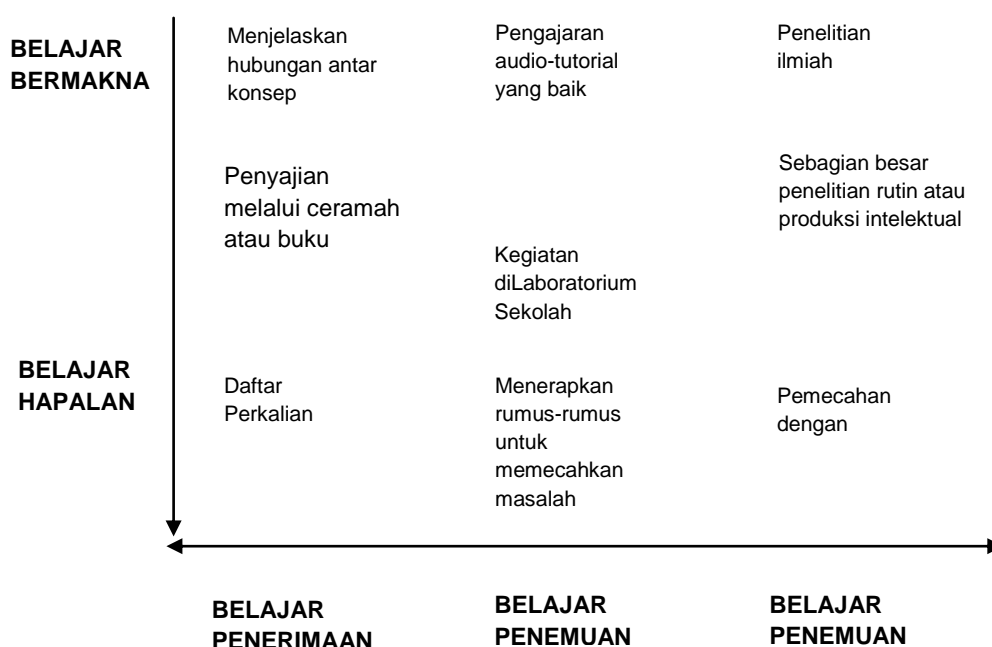 BELAJAR
BERMAKNA
Menjelaskan
hubungan antar
konsep
Pengajaran
audio-tutorial
yang baik
Penelitian
ilmiah
Penyajian
melalui ceramah
atau buku
Sebagian besar
penelitian rutin atau
produksi intelektual
Kegiatan
diLaboratorium
Sekolah
BELAJAR
HAPALAN
Daftar
Perkalian
Menerapkan
rumus-rumus
untuk
memecahkan
masalah
Pemecahan
dengan
BELAJAR
PENERIMAAN
BELAJAR
PENEMUAN
BELAJAR
PENEMUAN